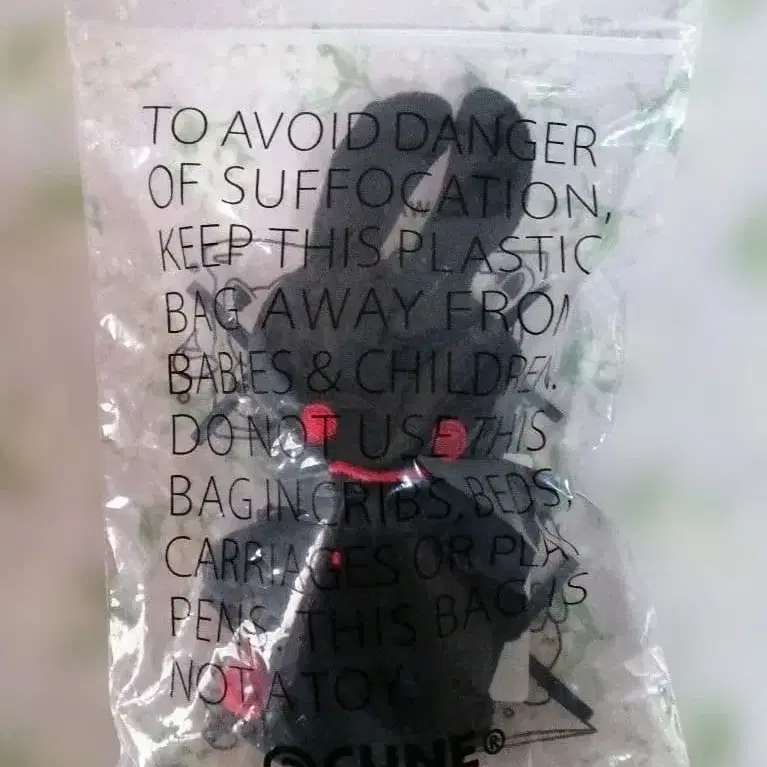 TO AVOID DANGER
OF SUFFOCATION,
KEEP THIS PLASTIC
BAG AWAY FROM
BABIES & CHILDREN.
DO NOT USE THIS
BAG IN CRIBS, BEDS,
CARRIAGES OR PLAY
PENS. THIS BAG IS
NOT A TOY.
CUNE®